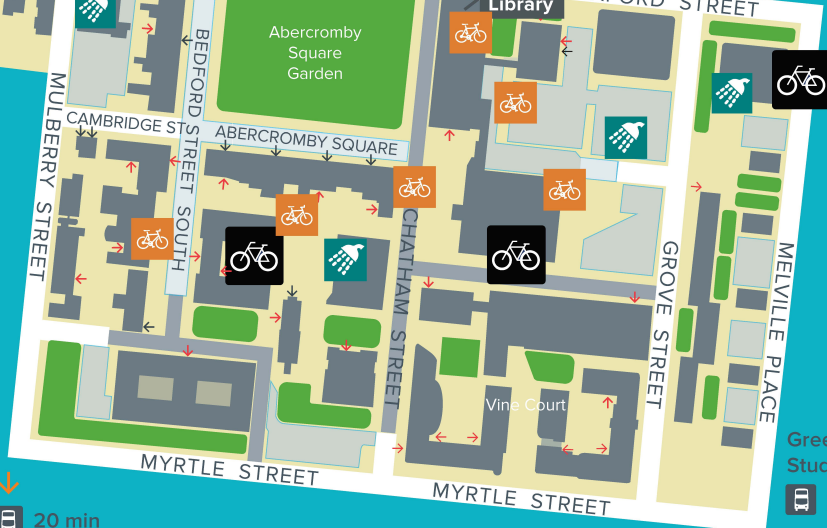 Library
FORD STREET
Abercromby
Square
Garden
BEDFORD STREET SOUTH
MULBERRY STREET
CAMBRIDGE ST
ABERCROMBY SQUARE
CHATHAM STREET
GROVE STREET
MELVILLE PLACE
Vine Court
MYRTLE STREET
MYRTLE STREET
Gree
Stud
20 min